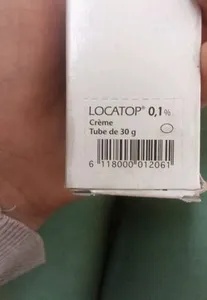 LOCATOP® 0,1 %
Crème
Tube de 30 g
6 118000 012061